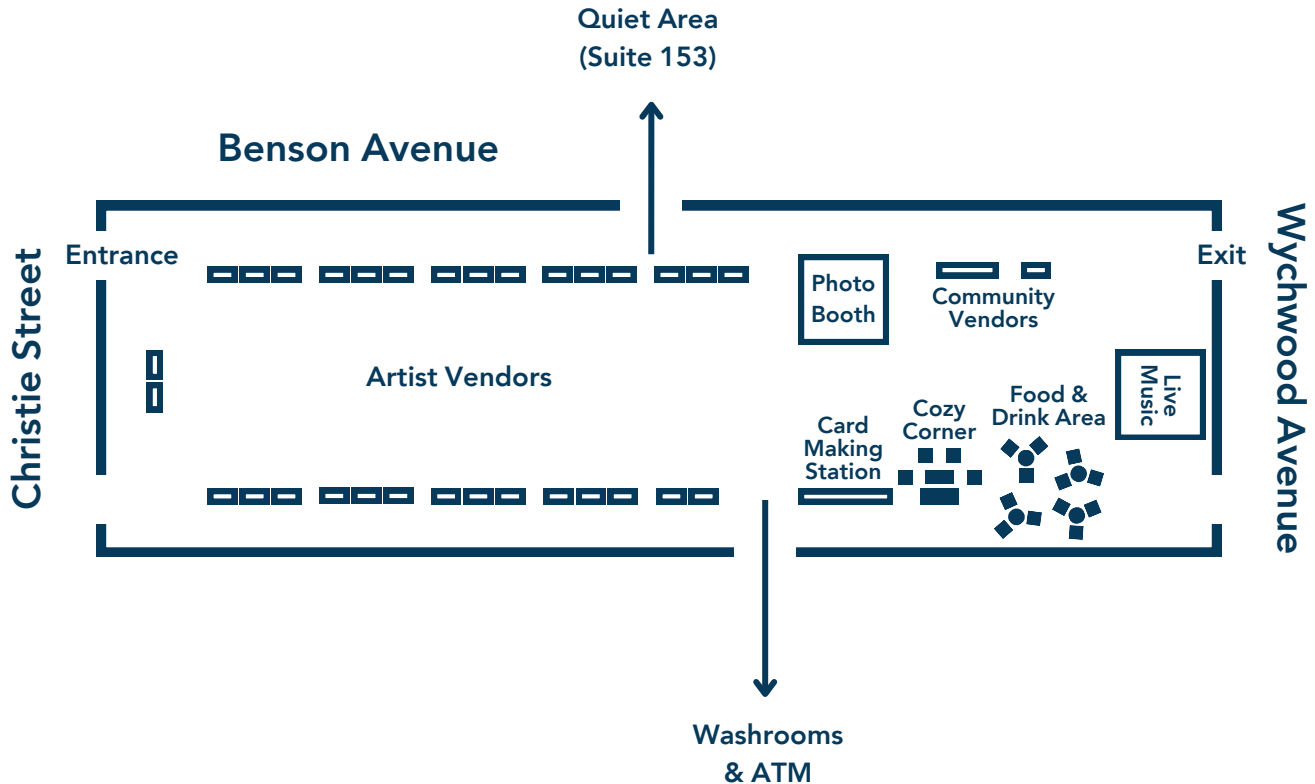 Quiet Area
(Suite 153)
Benson Avenue
Christie Street
Entrance
Exit
Wychwood Avenue
Photo
Booth
Community
Vendors
Artist Vendors
Live
Music
Food &
Drink Area
Cozy
Corner
Card
Making
Station
Washrooms
& ATM